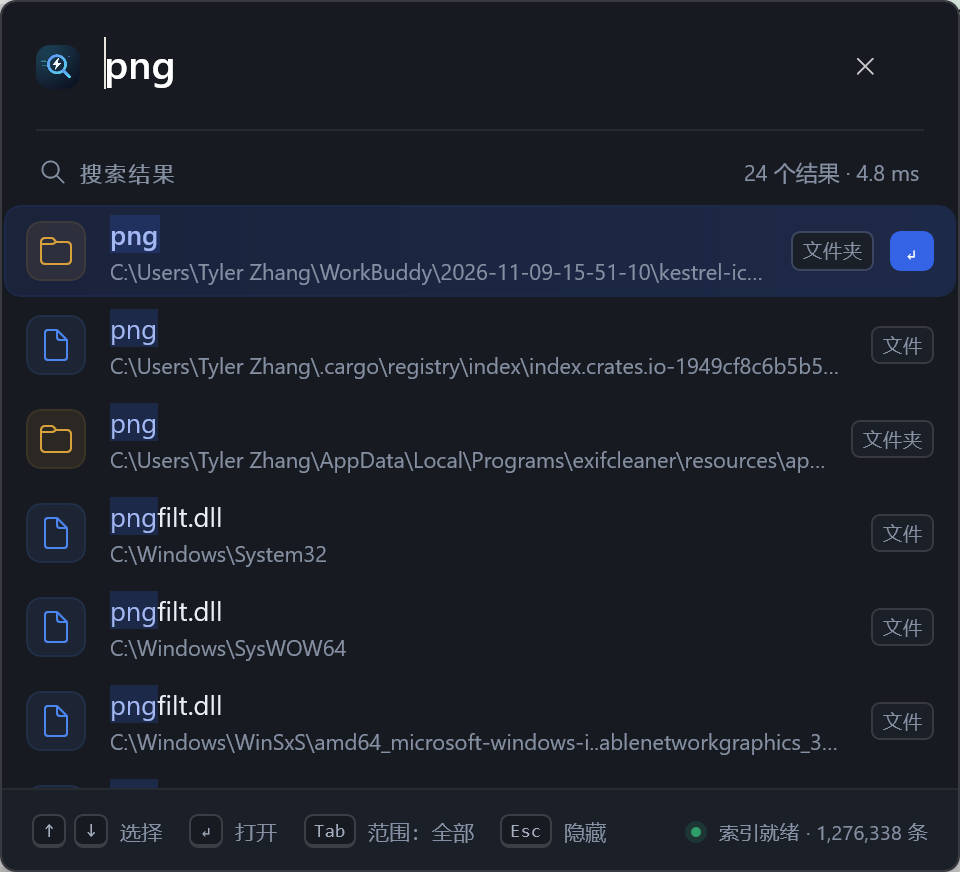 png
搜索结果 24 个结果 · 4.8 ms
png
C:\Users\Tyler Zhang\WorkBuddy\2026-11-09-15-51-10\kestrel-ic...
文件夹
png
C:\Users\Tyler Zhang\.cargo\registry\index\index.crates.io-1949cf8c6b5b5...
文件
png
C:\Users\Tyler Zhang\AppData\Local\Programs\exifcleaner\resources\ap...
文件夹
pngfilt.dll
C:\Windows\System32
文件
pngfilt.dll
C:\Windows\SysWOW64
文件
pngfilt.dll
C:\Windows\WinSxS\amd64_microsoft-windows-i..ablenetworkgraphics_3...
文件
↑ ↓ 选择 ↵ 打开 Tab 范围：全部 Esc 隐藏 索引就绪 · 1,276,338 条